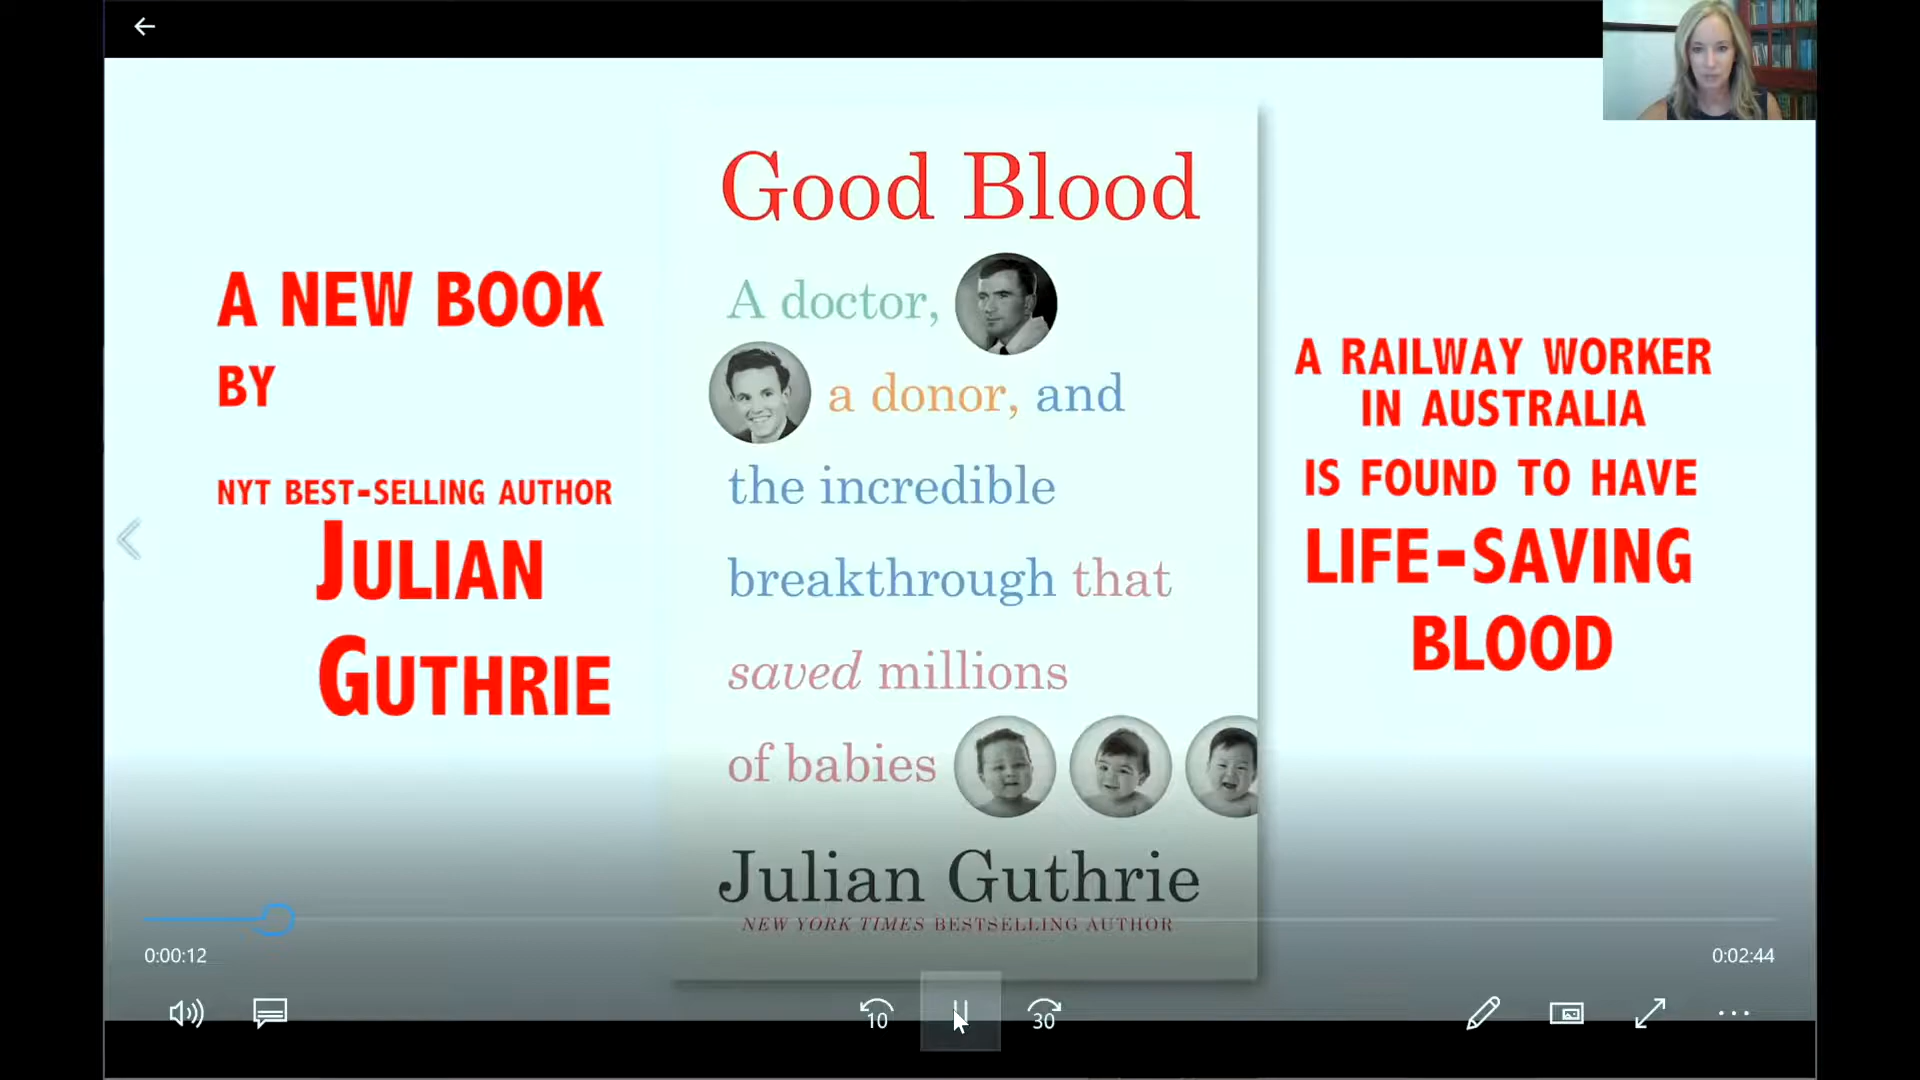 A NEW BOOK
BY
NYT BEST-SELLING AUTHOR
JULIAN
GUTHRIE
Good Blood
A doctor,
a donor, and
the incredible
breakthrough that
saved millions
of babies
Julian Guthrie
NEW YORK TIMES BESTSELLING AUTHOR
A RAILWAY WORKER
IN AUSTRALIA
IS FOUND TO HAVE
LIFE-SAVING
BLOOD
0:00:12
0:02:44
10
30